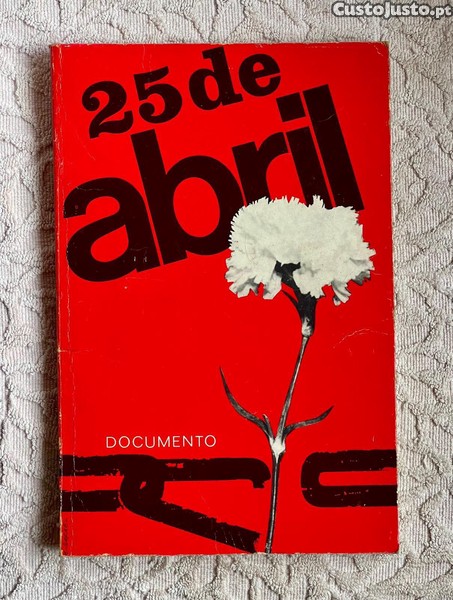 CustoJusto.pt
25 de
abril
DOCUMENTO